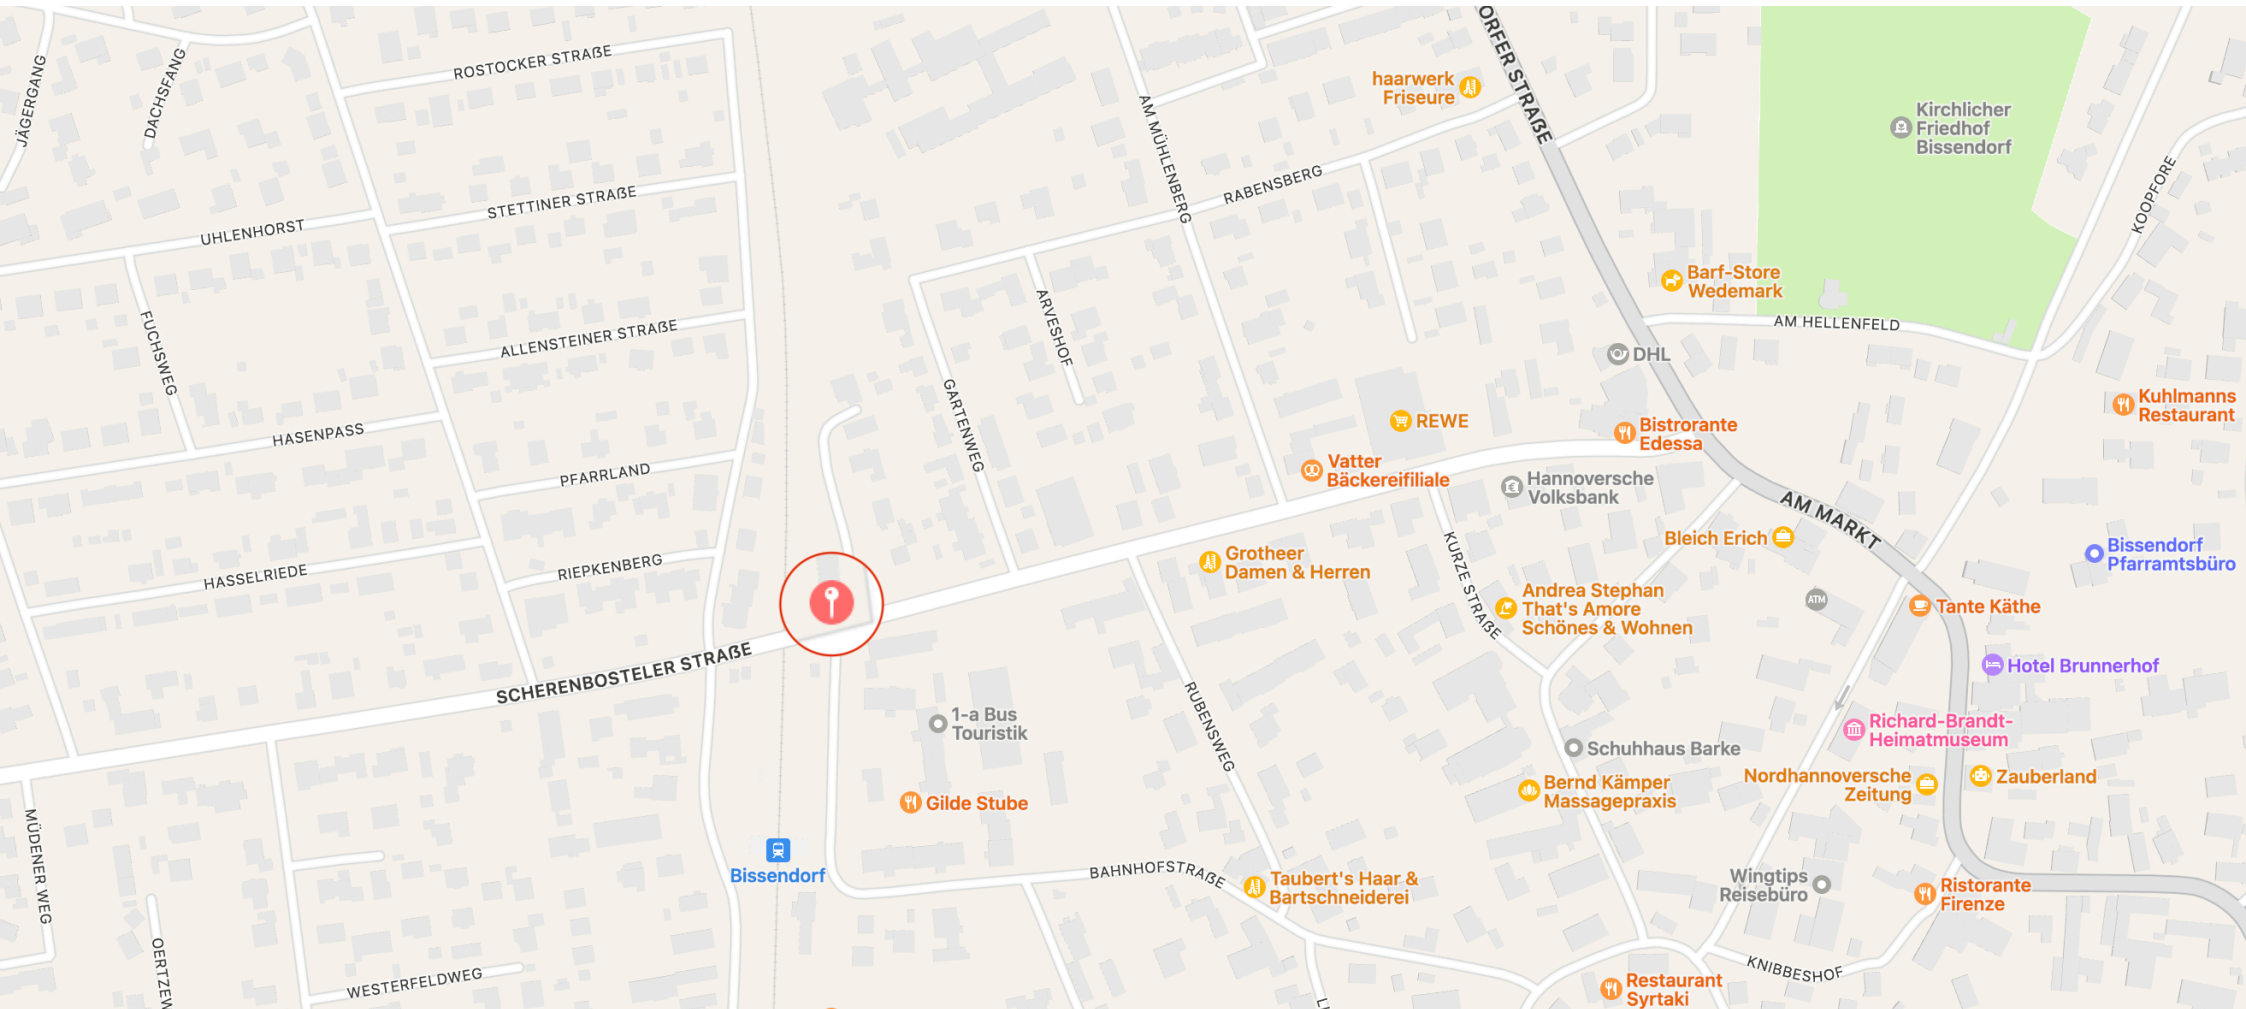 ORFER STRAẞE
ROSTOCKER STRAẞE
DACHSFANG
JÄGERGANG
haarwerk
Friseure
AM MÜHLENBERG
Kirchlicher
Friedhof
Bissendorf
KOOPFORE
RABENSBERG
STETTINER STRAẞE
UHLENHORST
Barf-Store
Wedemark
AM HELLENFELD
ARVESHOF
FUCHSWEG
ALLENSTEINER STRAẞE
DHL
GARTENWEG
Kuhlmanns
Restaurant
REWE
Bistrorante
Edessa
HASENPASS
Vatter
Bäckereifiliale
PFARRLAND
Hannoversche
Volksbank
AM MARKT
Bleich Erich
KURZE STRAẞE
Bissendorf
Pfarramtsbüro
Grotheer
Damen & Herren
RIEPKENBERG
HASSELRIEDE
Andrea Stephan
That's Amore
Schönes & Wohnen
ATM
Tante Käthe
SCHERENBOSTELER STRAẞE
Hotel Brunnerhof
RUBENSWEG
1-a Bus
Touristik
Richard-Brandt-
Heimatmuseum
Schuhhaus Barke
Nordhannoversche
Zeitung
Zauberland
Bernd Kämper
Massagepraxis
Gilde Stube
MÜDENER WEG
Bissendorf
BAHNHOFSTRAẞE
Taubert's Haar &
Bartschneiderei
Wingtips
Reisebüro
Ristorante
Firenze
OERTZEW
WESTERFELDWEG
KNIBBESHOF
Restaurant
Syrtaki